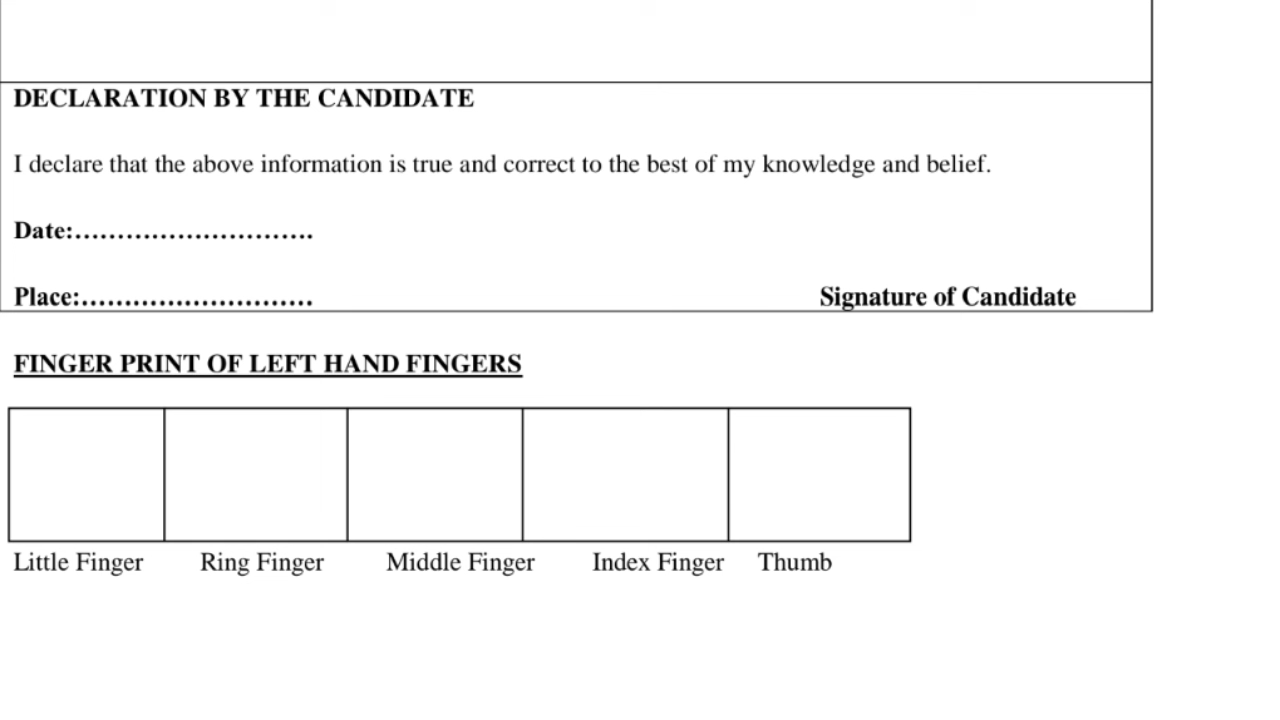 DECLARATION BY THE CANDIDATE
I declare that the above information is true and correct to the best of my knowledge and belief.
Date:……………………….
Place:……………………… Signature of Candidate
FINGER PRINT OF LEFT HAND FINGERS
Little Finger Ring Finger Middle Finger Index Finger Thumb